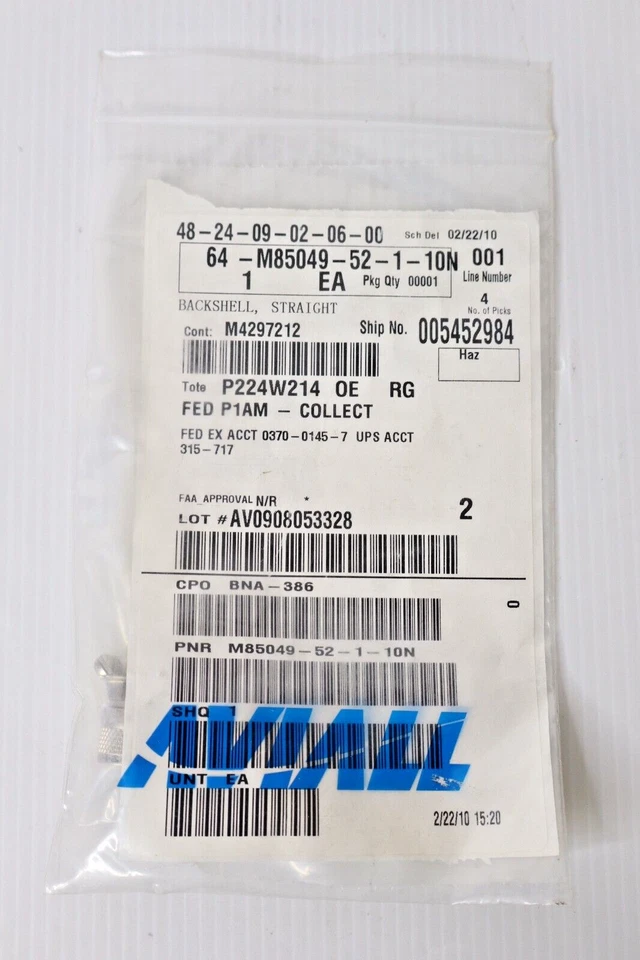 48-24-09-02-06-00 Sch Del 02/22/10
64 -M85049-52-1-10N 001
1 EA Pkg Qty 00001 Line Number
4
No. of Picks
BACKSHELL, STRAIGHT
Cont: M4297212 Ship No. 005452984
Haz
Tote P224W214 OE RG
FED P1AM - COLLECT
FED EX ACCT 0370-0145-7 UPS ACCT
315-717
FAA_APPROVAL N/R *
2
LOT # AV0908053328
CPO BNA-386
0
PNR M85049-52-1-10N
SHQ 1
AVIALL
UNT EA
2/22/10 15:20